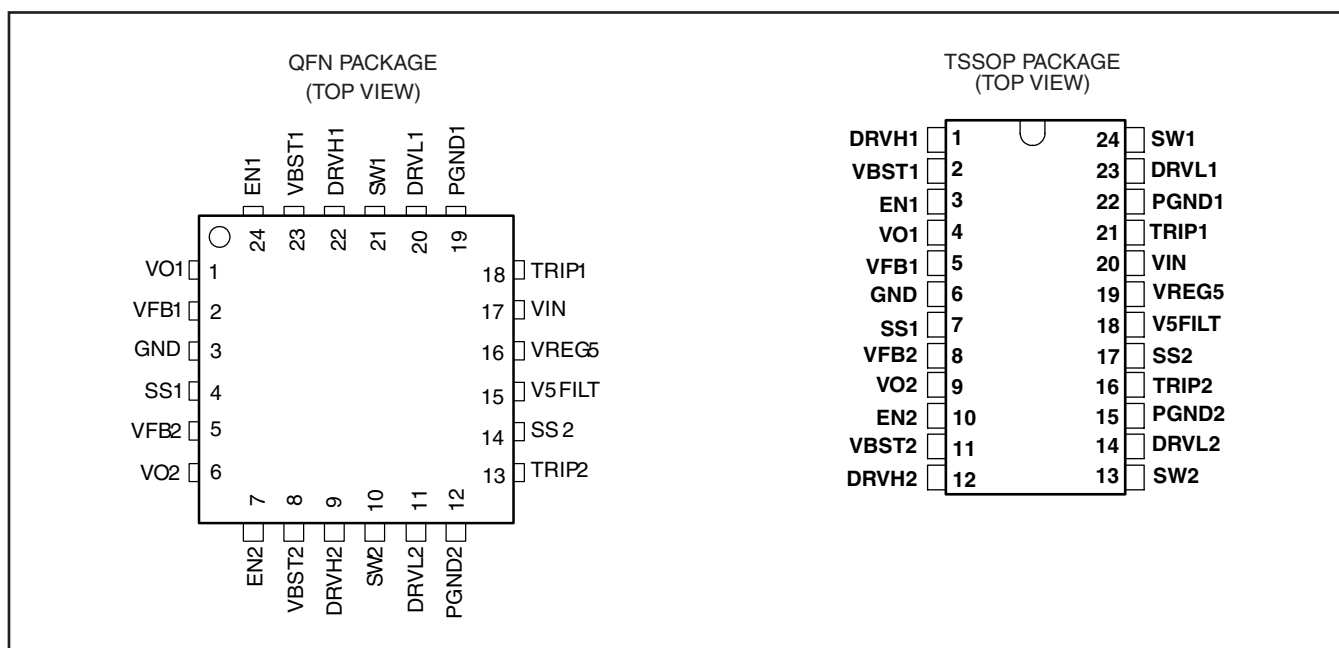 QFN PACKAGE
(TOP VIEW)
EN1
VBST1
DRVH1
SW1
DRVL1
PGND1
24
23
22
21
20
19
VO1 1
VFB1 2
GND 3
SS1 4
VFB2 5
VO2 6
18 TRIP1
17 VIN
16 VREG5
15 V5FILT
14 SS2
13 TRIP2
7
8
9
10
11
12
EN2
VBST2
DRVH2
SW2
DRVL2
PGND2
TSSOP PACKAGE
(TOP VIEW)
DRVH1 1 24 SW1
VBST1 2 23 DRVL1
EN1 3 22 PGND1
VO1 4 21 TRIP1
VFB1 5 20 VIN
GND 6 19 VREG5
SS1 7 18 V5FILT
VFB2 8 17 SS2
VO2 9 16 TRIP2
EN2 10 15 PGND2
VBST2 11 14 DRVL2
DRVH2 12 13 SW2